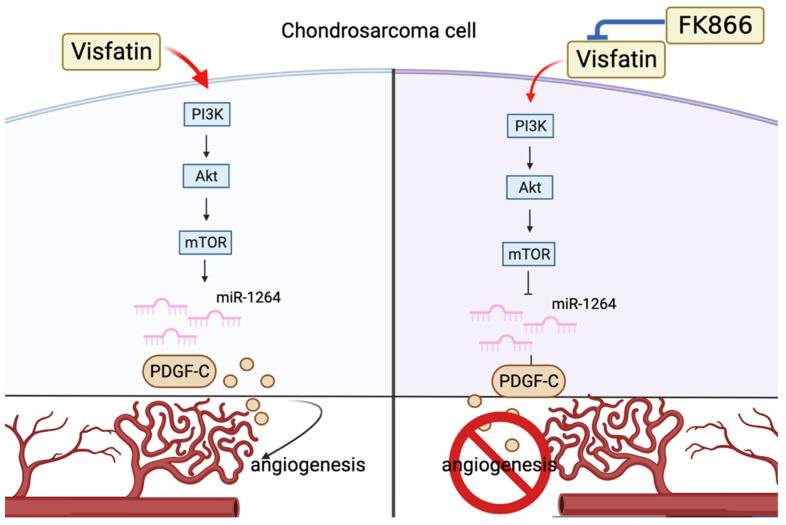 Chondrosarcoma cell
Visfatin
PI3K
Akt
mTOR
miR-1264
PDGF-C
angiogenesis
FK866
Visfatin
PI3K
Akt
mTOR
miR-1264
PDGF-C
angiogenesis